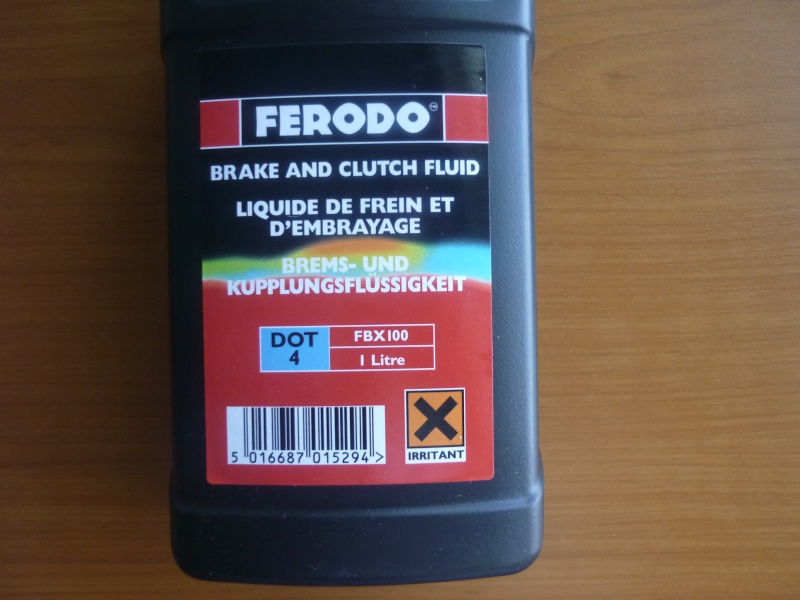 FERODO™
BRAKE AND CLUTCH FLUID
LIQUIDE DE FREIN ET
D'EMBRAYAGE
BREMS- UND
KUPPLUNGSFLÜSSIGKEIT
DOT
4
FBX100
1 Litre
5 016687 015294 >
IRRITANT